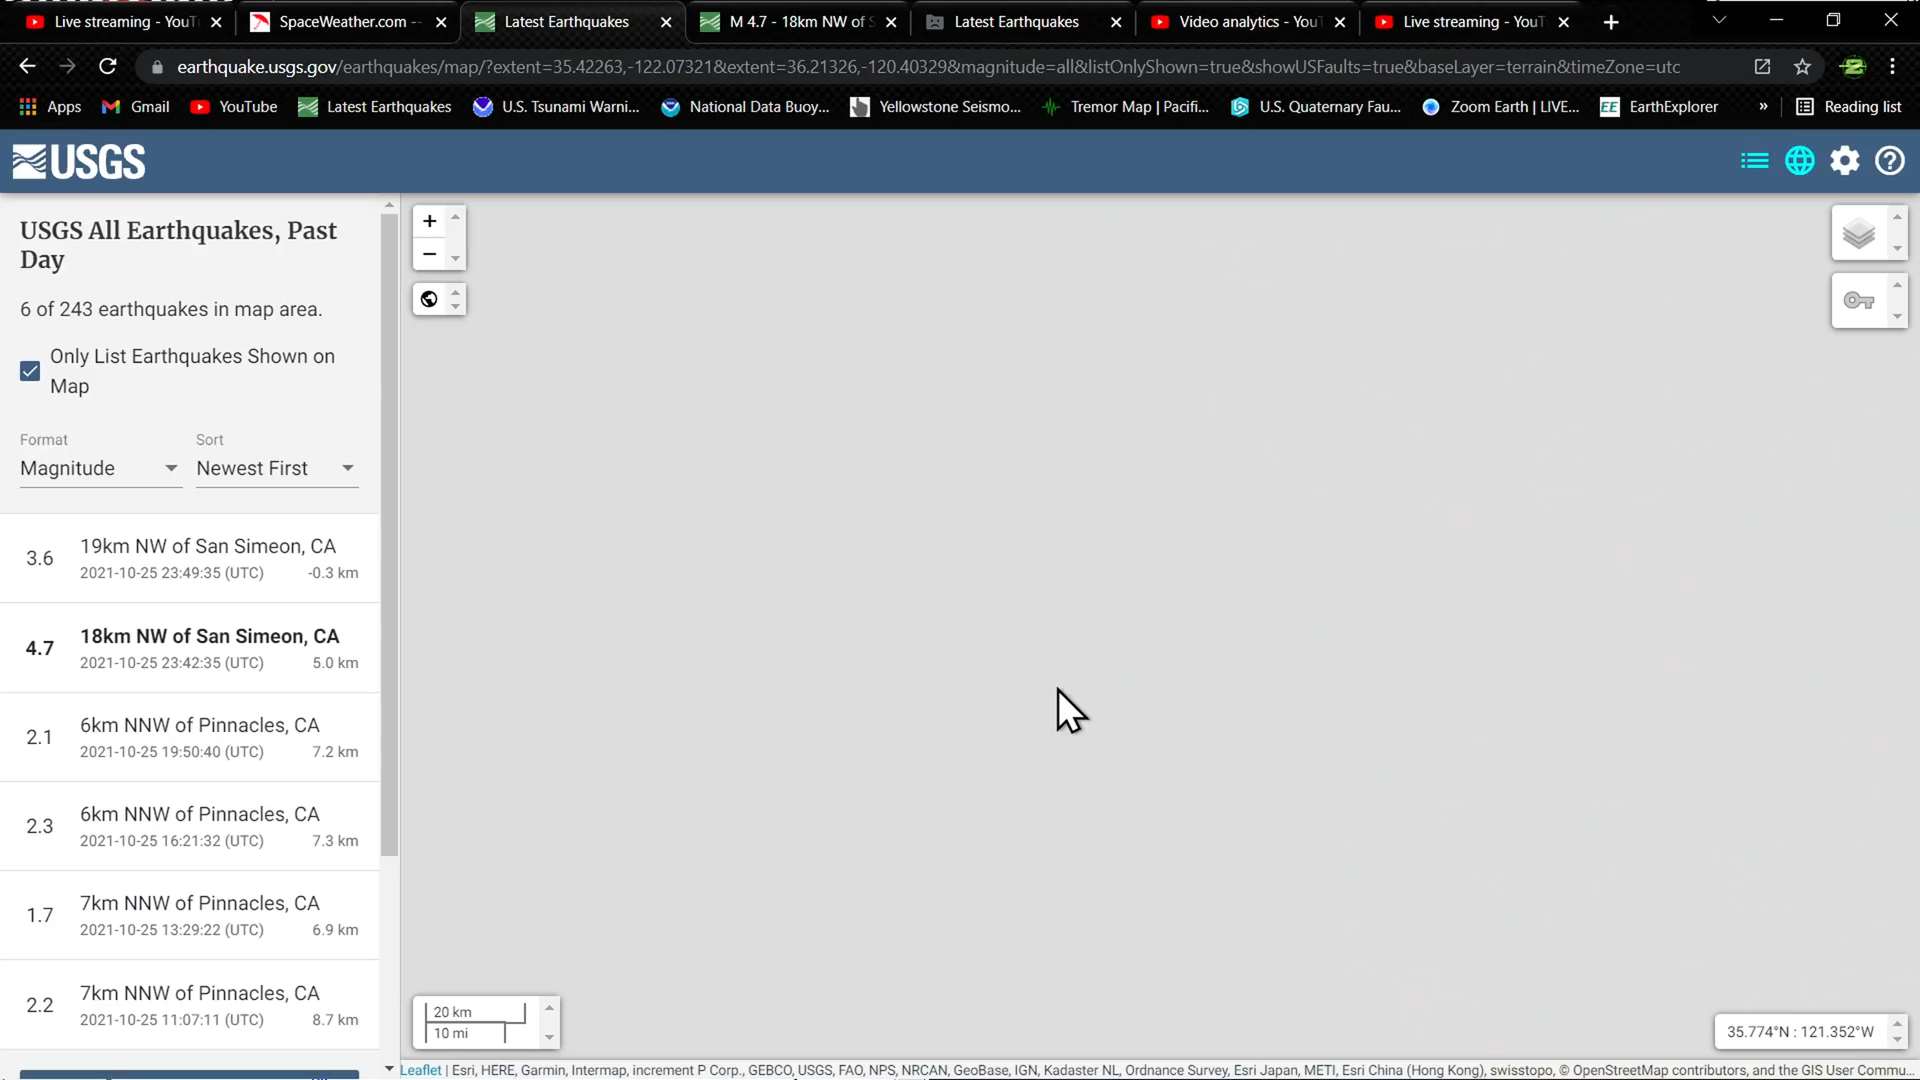 Live streaming - YouT
SpaceWeather.com --
Latest Earthquakes
M 4.7 - 18km NW of S
Latest Earthquakes
Video analytics - YouT
Live streaming - YouT
earthquake.usgs.gov/earthquakes/map/?extent=35.42263,-122.07321&extent=36.21326,-120.40329&magnitude=all&listOnlyShown=true&showUSFaults=true&baseLayer=terrain&timeZone=utc
Apps
Gmail
YouTube
Latest Earthquakes
U.S. Tsunami Warni...
National Data Buoy...
Yellowstone Seismo...
Tremor Map | Pacifi...
U.S. Quaternary Fau...
Zoom Earth | LIVE...
EE EarthExplorer
»
Reading list
USGS
USGS All Earthquakes, Past
Day
6 of 243 earthquakes in map area.
Only List Earthquakes Shown on
Map
Format
Sort
Magnitude
Newest First
3.6
19km NW of San Simeon, CA
2021-10-25 23:49:35 (UTC) -0.3 km
4.7
18km NW of San Simeon, CA
2021-10-25 23:42:35 (UTC) 5.0 km
2.1
6km NNW of Pinnacles, CA
2021-10-25 19:50:40 (UTC) 7.2 km
2.3
6km NNW of Pinnacles, CA
2021-10-25 16:21:32 (UTC) 7.3 km
1.7
7km NNW of Pinnacles, CA
2021-10-25 13:29:22 (UTC) 6.9 km
2.2
7km NNW of Pinnacles, CA
2021-10-25 11:07:11 (UTC) 8.7 km
+
−
20 km
10 mi
35.774°N : 121.352°W
Leaflet | Esri, HERE, Garmin, Intermap, increment P Corp., GEBCO, USGS, FAO, NPS, NRCAN, GeoBase, IGN, Kadaster NL, Ordnance Survey, Esri Japan, METI, Esri China (Hong Kong), swisstopo, © OpenStreetMap contributors, and the GIS User Commu...